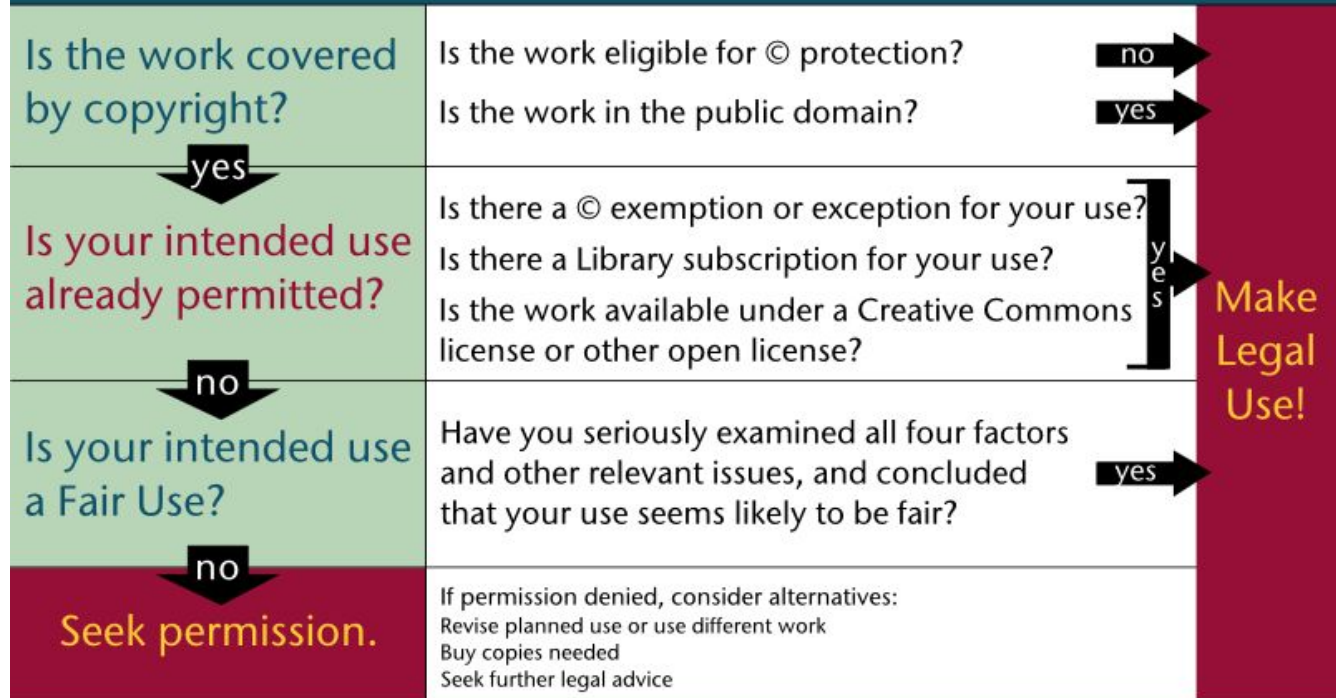 Is the work covered
by copyright?
Is the work eligible for © protection?
no
Is the work in the public domain?
yes
yes
Is your intended use
already permitted?
Is there a © exemption or exception for your use?
Is there a Library subscription for your use?
Is the work available under a Creative Commons
license or other open license?
yes
no
Is your intended use
a Fair Use?
Have you seriously examined all four factors
and other relevant issues, and concluded
that your use seems likely to be fair?
yes
no
Seek permission.
If permission denied, consider alternatives:
Revise planned use or use different work
Buy copies needed
Seek further legal advice
Make
Legal
Use!